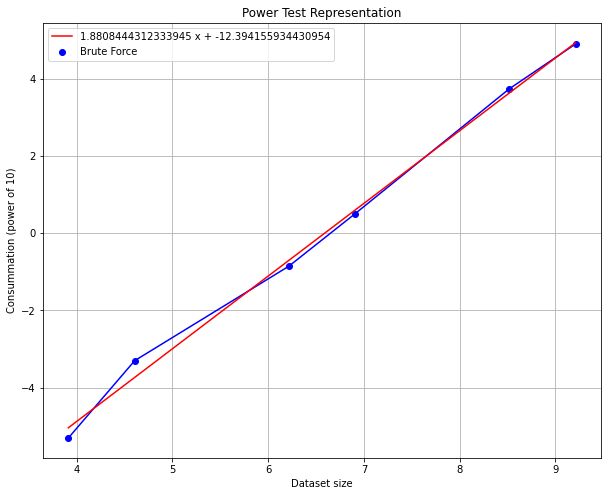 Power Test Representation
1.8808444312333945 x + -12.394155934430954
Brute Force
Consummation (power of 10)
4
2
0
−2
−4
4 5 6 7 8 9
Dataset size